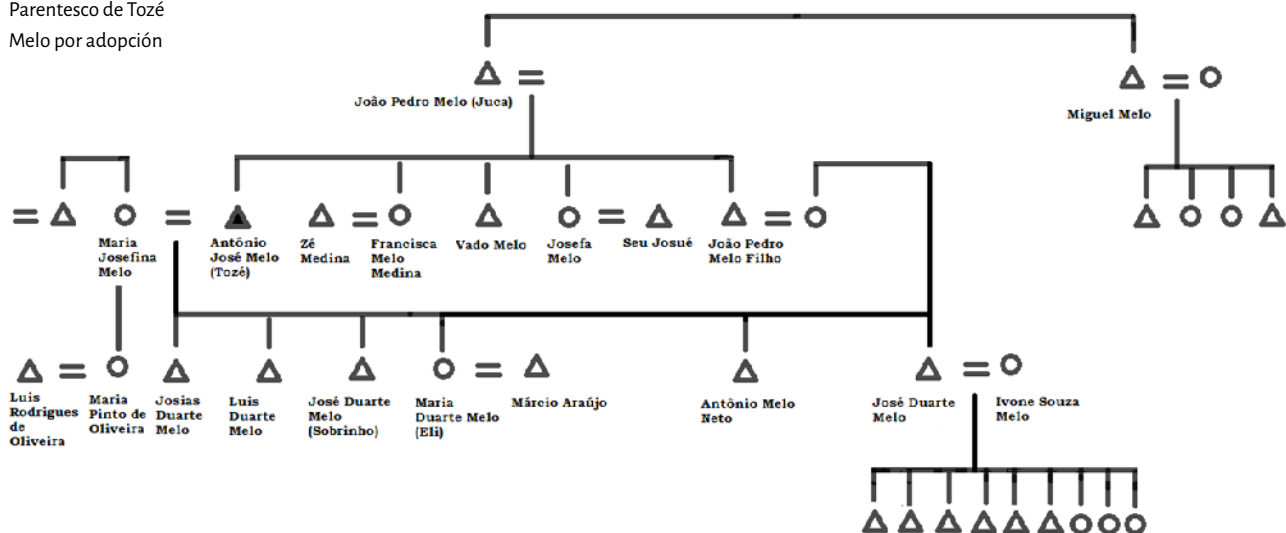 Parentesco de Tozé
Melo por adopción
João Pedro Melo (Juca)
Miguel Melo
Maria
Josefina
Melo
Antônio
José Melo
(Tozé)
Zé
Medina
Francisca
Melo
Medina
Vado Melo
Josefa
Melo
Seu Josué
João Pedro
Melo Filho
Luis
Rodrigues
de
Oliveira
Maria
Pinto de
Oliveira
Josias
Duarte
Melo
Luis
Duarte
Melo
José Duarte
Melo
(Sobrinho)
Maria
Duarte Melo
(Eli)
Márcio Araújo
Antônio Melo
Neto
José Duarte
Melo
Ivone Souza
Melo